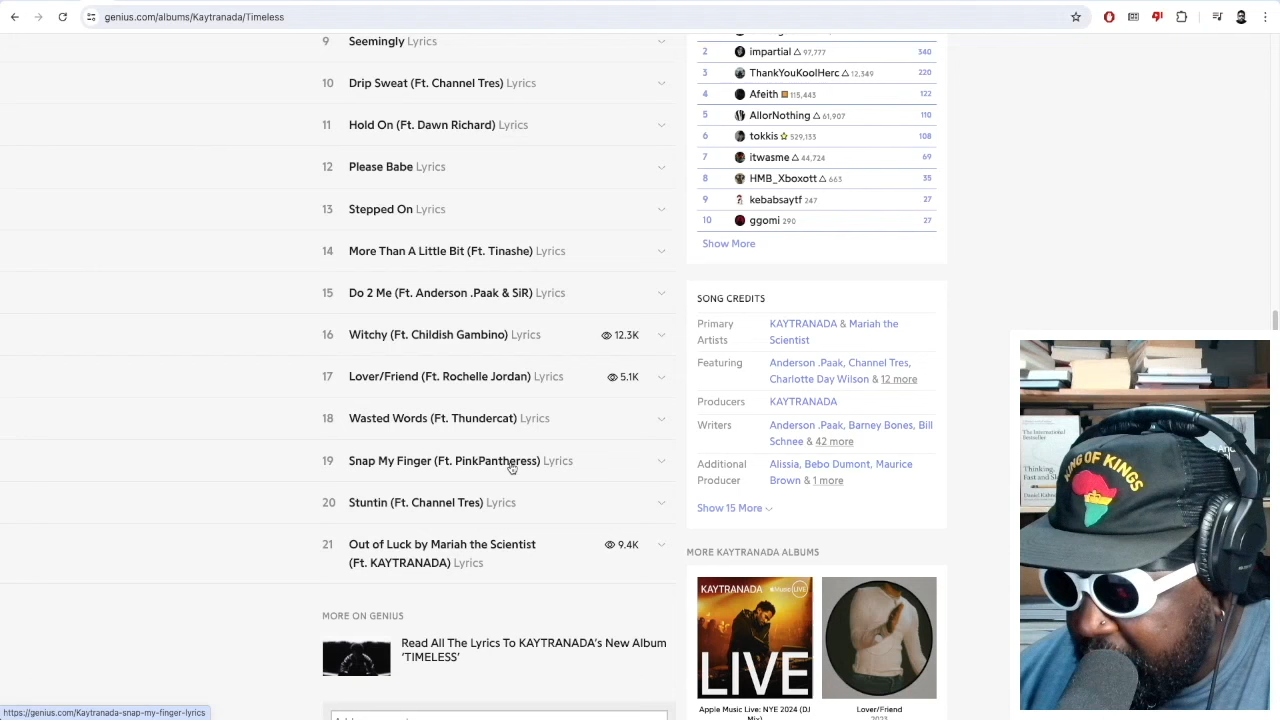 genius.com/albums/Kaytranada/Timeless
9 Seemingly Lyrics
10 Drip Sweat (Ft. Channel Tres) Lyrics
11 Hold On (Ft. Dawn Richard) Lyrics
12 Please Babe Lyrics
13 Stepped On Lyrics
14 More Than A Little Bit (Ft. Tinashe) Lyrics
15 Do 2 Me (Ft. Anderson .Paak & SiR) Lyrics
16 Witchy (Ft. Childish Gambino) Lyrics 12.3K
17 Lover/Friend (Ft. Rochelle Jordan) Lyrics 5.1K
18 Wasted Words (Ft. Thundercat) Lyrics
19 Snap My Finger (Ft. PinkPantheress) Lyrics
20 Stuntin (Ft. Channel Tres) Lyrics
21 Out of Luck by Mariah the Scientist 9.4K
(Ft. KAYTRANADA) Lyrics
MORE ON GENIUS
Read All The Lyrics To KAYTRANADA's New Album
'TIMELESS'
2 impartial 97,777 340
3 ThankYouKoolHerc 12,349 220
4 Afeith 115,443 122
5 AllorNothing 61,907 110
6 tokkis 529,133 108
7 itwasme 44,724 69
8 HMB_Xboxott 663 35
9 kebabsaytf 247 27
10 ggomi 290 27
Show More
SONG CREDITS
Primary KAYTRANADA & Mariah the
Artists Scientist
Featuring Anderson .Paak, Channel Tres,
Charlotte Day Wilson & 12 more
Producers KAYTRANADA
Writers Anderson .Paak, Barney Bones, Bill
Schnee & 42 more
Additional Alissia, Bebo Dumont, Maurice
Producer Brown & 1 more
Show 15 More
MORE KAYTRANADA ALBUMS
KAYTRANADA Music LIVE
LIVE
Apple Music Live: NYE 2024 (DJ
Mix)
Lover/Friend
2023
The International
Bestseller
Thinking,
Fast and Slow
KING OF KINGS
https://genius.com/Kaytranada-snap-my-finger-lyrics